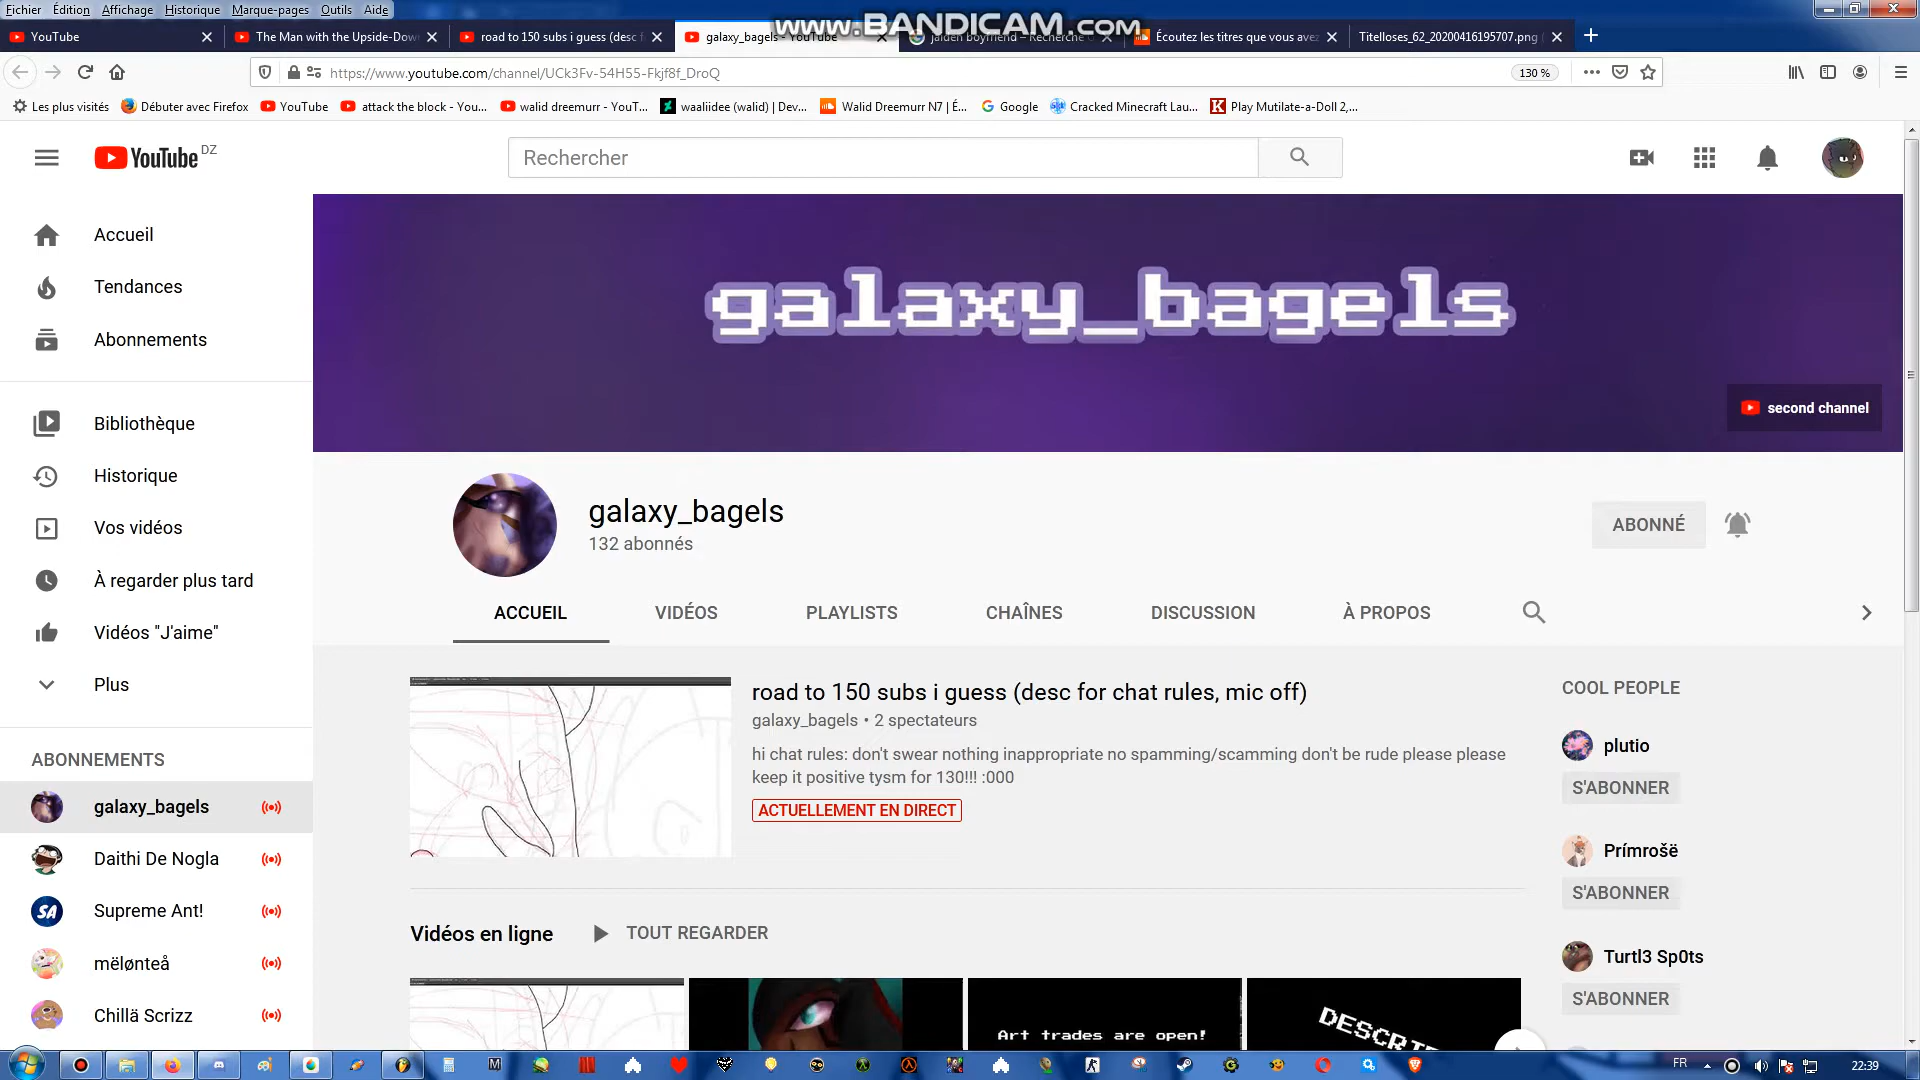 Fichier Édition Affichage Historique Marque-pages Outils Aide
www.BANDICAM.com
YouTube
The Man with the Upside-Dow
road to 150 subs i guess (desc f
galaxy_bagels - YouTube
jaiden boyfriend – Recherche
Écoutez les titres que vous avez
Titelloses_62_20200416195707.png
https://www.youtube.com/channel/UCk3Fv-54H55-Fkjf8f_DroQ
130 %
Les plus visités
Débuter avec Firefox
YouTube
attack the block - You...
walid dreemurr - YouT...
waaliidee (walid) | Dev...
Walid Dreemurr N7 | É...
Google
Cracked Minecraft Lau...
Play Mutilate-a-Doll 2,...
YouTube DZ
Rechercher
Accueil
Tendances
Abonnements
Bibliothèque
Historique
Vos vidéos
À regarder plus tard
Vidéos "J'aime"
Plus
ABONNEMENTS
galaxy_bagels
Daithi De Nogla
Supreme Ant!
SA
mëlønteå
Chillä Scrizz
galaxy_bagels
second channel
galaxy_bagels
132 abonnés
ABONNÉ
ACCUEIL
VIDÉOS
PLAYLISTS
CHAÎNES
DISCUSSION
À PROPOS
road to 150 subs i guess (desc for chat rules, mic off)
galaxy_bagels • 2 spectateurs
hi chat rules: don't swear nothing inappropriate no spamming/scamming don't be rude please please
keep it positive tysm for 130!!! :000
ACTUELLEMENT EN DIRECT
Vidéos en ligne
TOUT REGARDER
Art trades are open!
COOL PEOPLE
plutio
S'ABONNER
Prímrošë
S'ABONNER
Turtl3 Sp0ts
S'ABONNER
FR
22:39